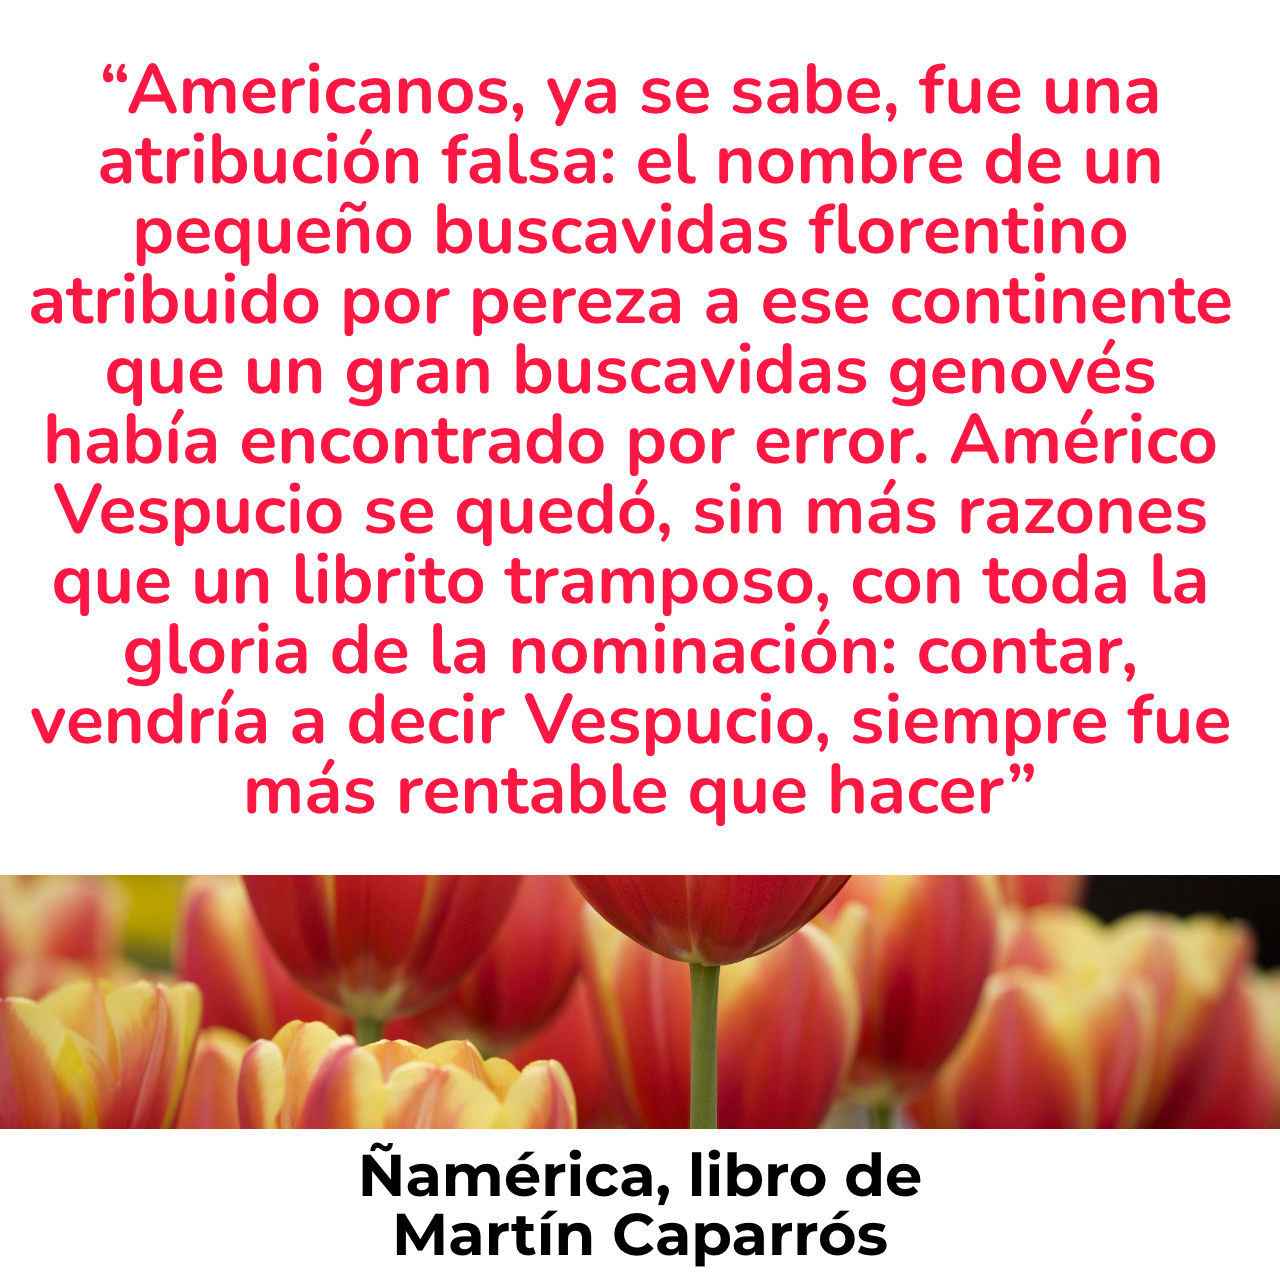 “Americanos, ya se sabe, fue una
atribución falsa: el nombre de un
pequeño buscavidas florentino
atribuido por pereza a ese continente
que un gran buscavidas genovés
había encontrado por error. Américo
Vespucio se quedó, sin más razones
que un librito tramposo, con toda la
gloria de la nominación: contar,
vendría a decir Vespucio, siempre fue
más rentable que hacer”
Ñamérica, libro de
Martín Caparrós